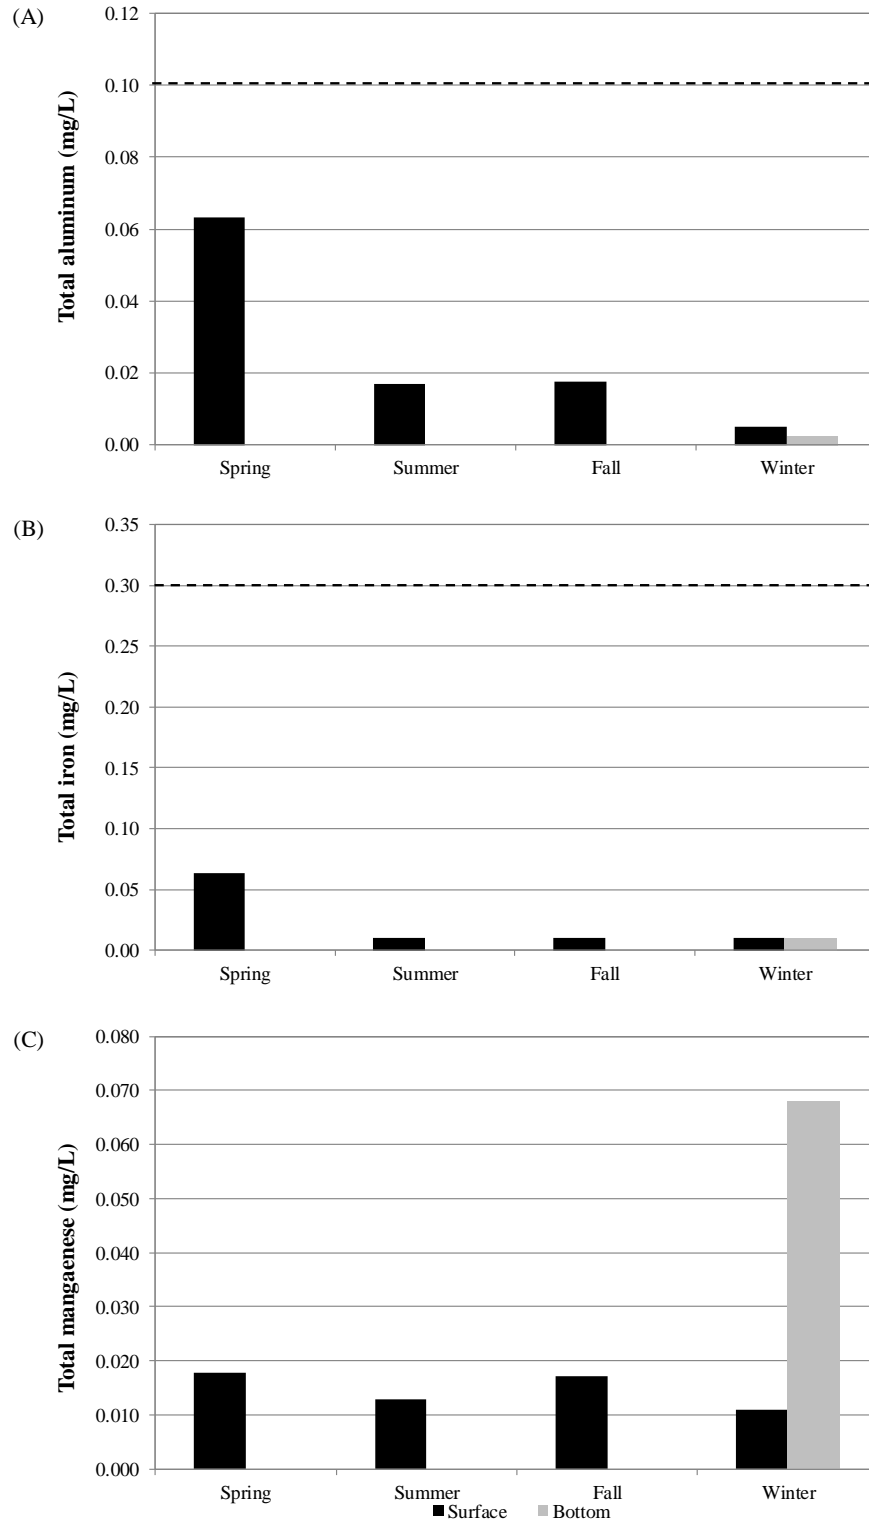 (A)
Total aluminum (mg/L)
0.12
0.10
0.08
0.06
0.04
0.02
0.00
Spring Summer Fall Winter
(B)
Total iron (mg/L)
0.35
0.30
0.25
0.20
0.15
0.10
0.05
0.00
Spring Summer Fall Winter
(C)
Total mangaenese (mg/L)
0.080
0.070
0.060
0.050
0.040
0.030
0.020
0.010
0.000
Spring Summer Fall Winter
Surface Bottom